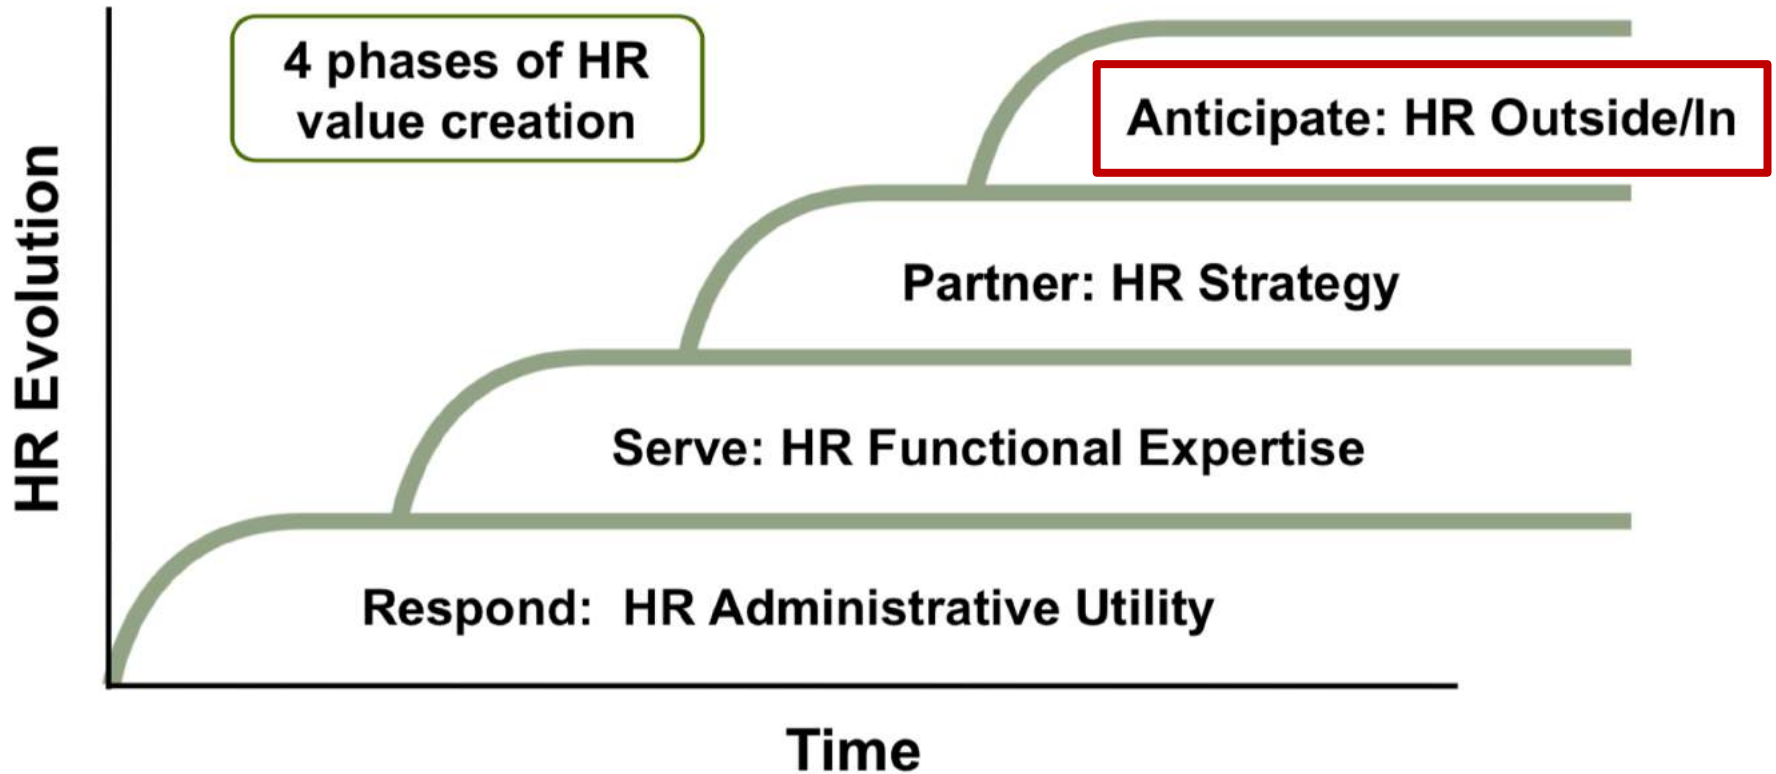 4 phases of HR
value creation
Anticipate: HR Outside/In
Partner: HR Strategy
Serve: HR Functional Expertise
Respond: HR Administrative Utility
HR Evolution
Time